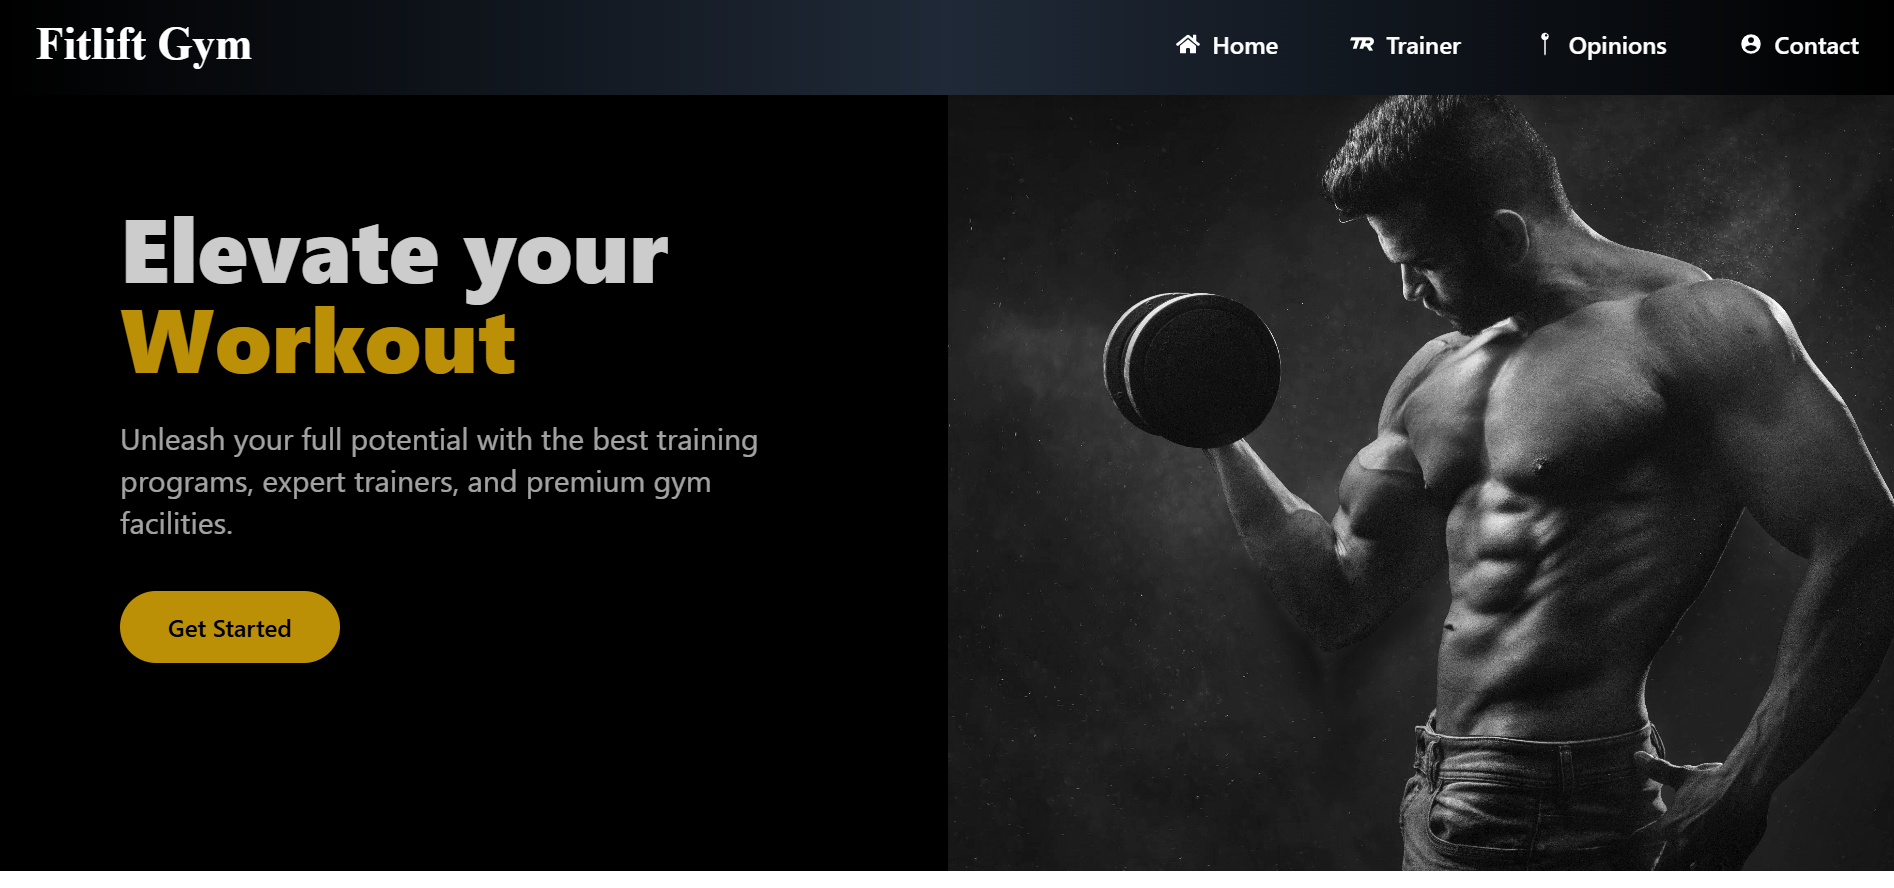 Fitlift Gym
Home
Trainer
Opinions
Contact
Elevate your
Workout
Unleash your full potential with the best training
programs, expert trainers, and premium gym
facilities.
Get Started